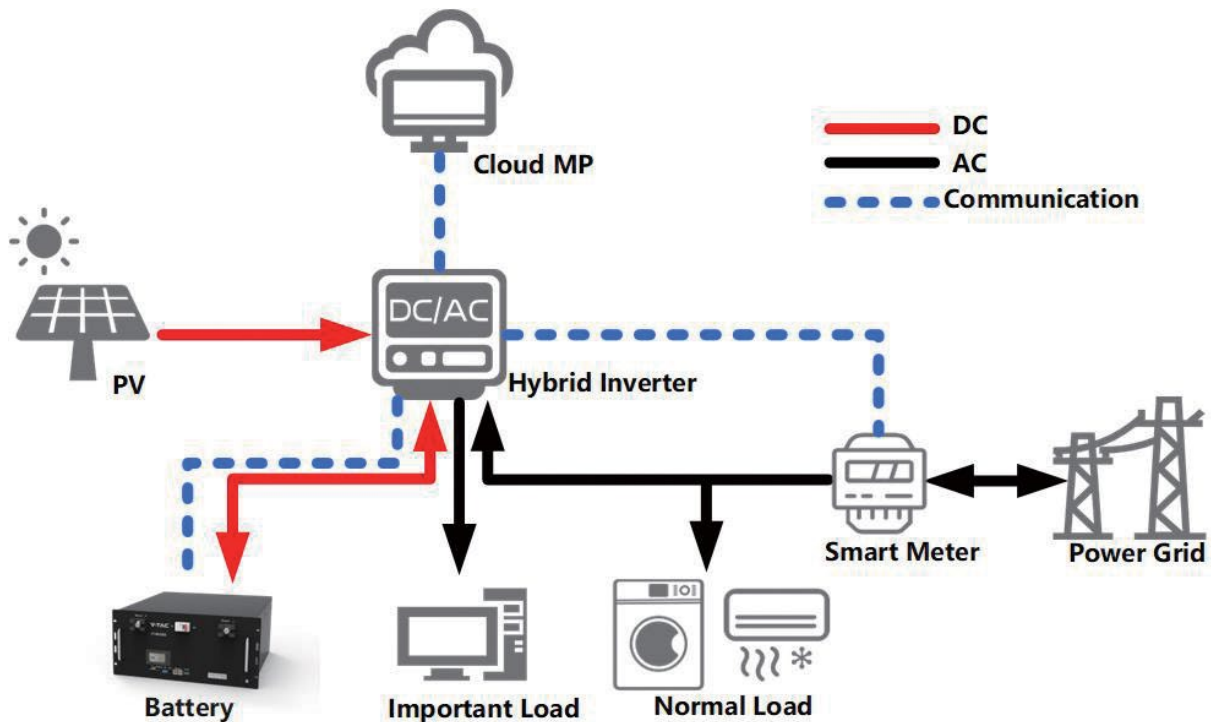 DC
AC
Cloud MP
Communication
DC/AC
PV
Hybrid Inverter
Smart Meter
Power Grid
V-TAC
Battery
Important Load
Normal Load